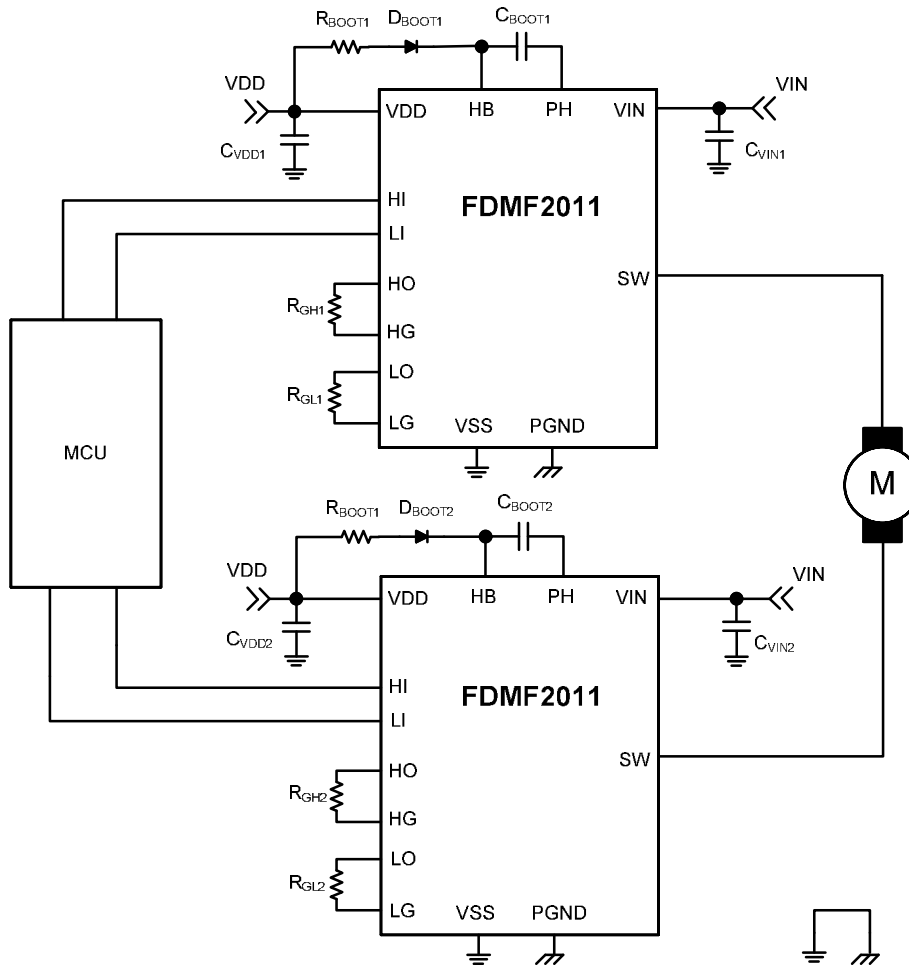 RBOOT1
DBOOT1
CBOOT1
VDD
VDD
HB
PH
VIN
VIN
CVDD1
CVIN1
HI
FDMF2011
LI
HO
SW
RGH1
HG
LO
RGL1
LG
VSS
PGND
MCU
M
RBOOT1
DBOOT2
CBOOT2
VDD
VDD
HB
PH
VIN
VIN
CVDD2
CVIN2
HI
FDMF2011
LI
HO
SW
RGH2
HG
LO
RGL2
LG
VSS
PGND